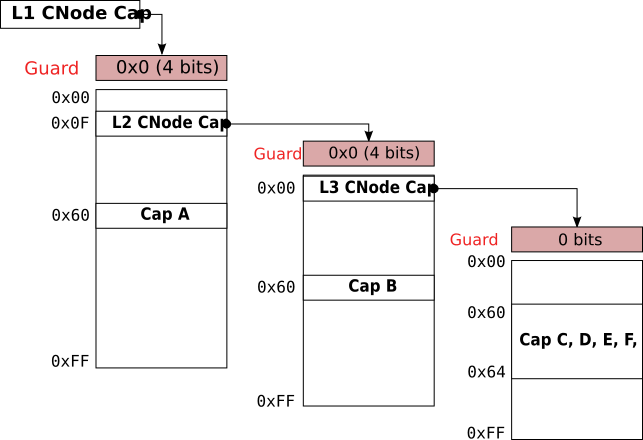 L1 CNode Cap
Guard
0x0 (4 bits)
0x00
0x0F
L2 CNode Cap
0x60
Cap A
0xFF
Guard
0x0 (4 bits)
0x00
L3 CNode Cap
0x60
Cap B
0xFF
Guard
0 bits
0x00
0x60
Cap C, D, E, F,
0x64
0xFF